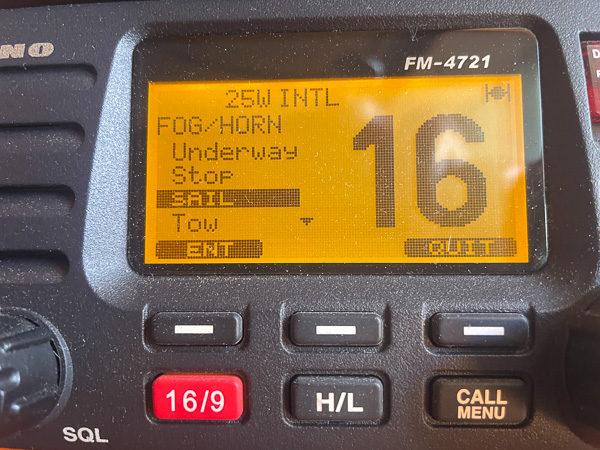 NO
FM-4721
25W INTL
FOG/HORN
16
Underway
Stop
SAIL
Tow
ENT
QUIT
16/9
H/L
CALL
MENU
SQL